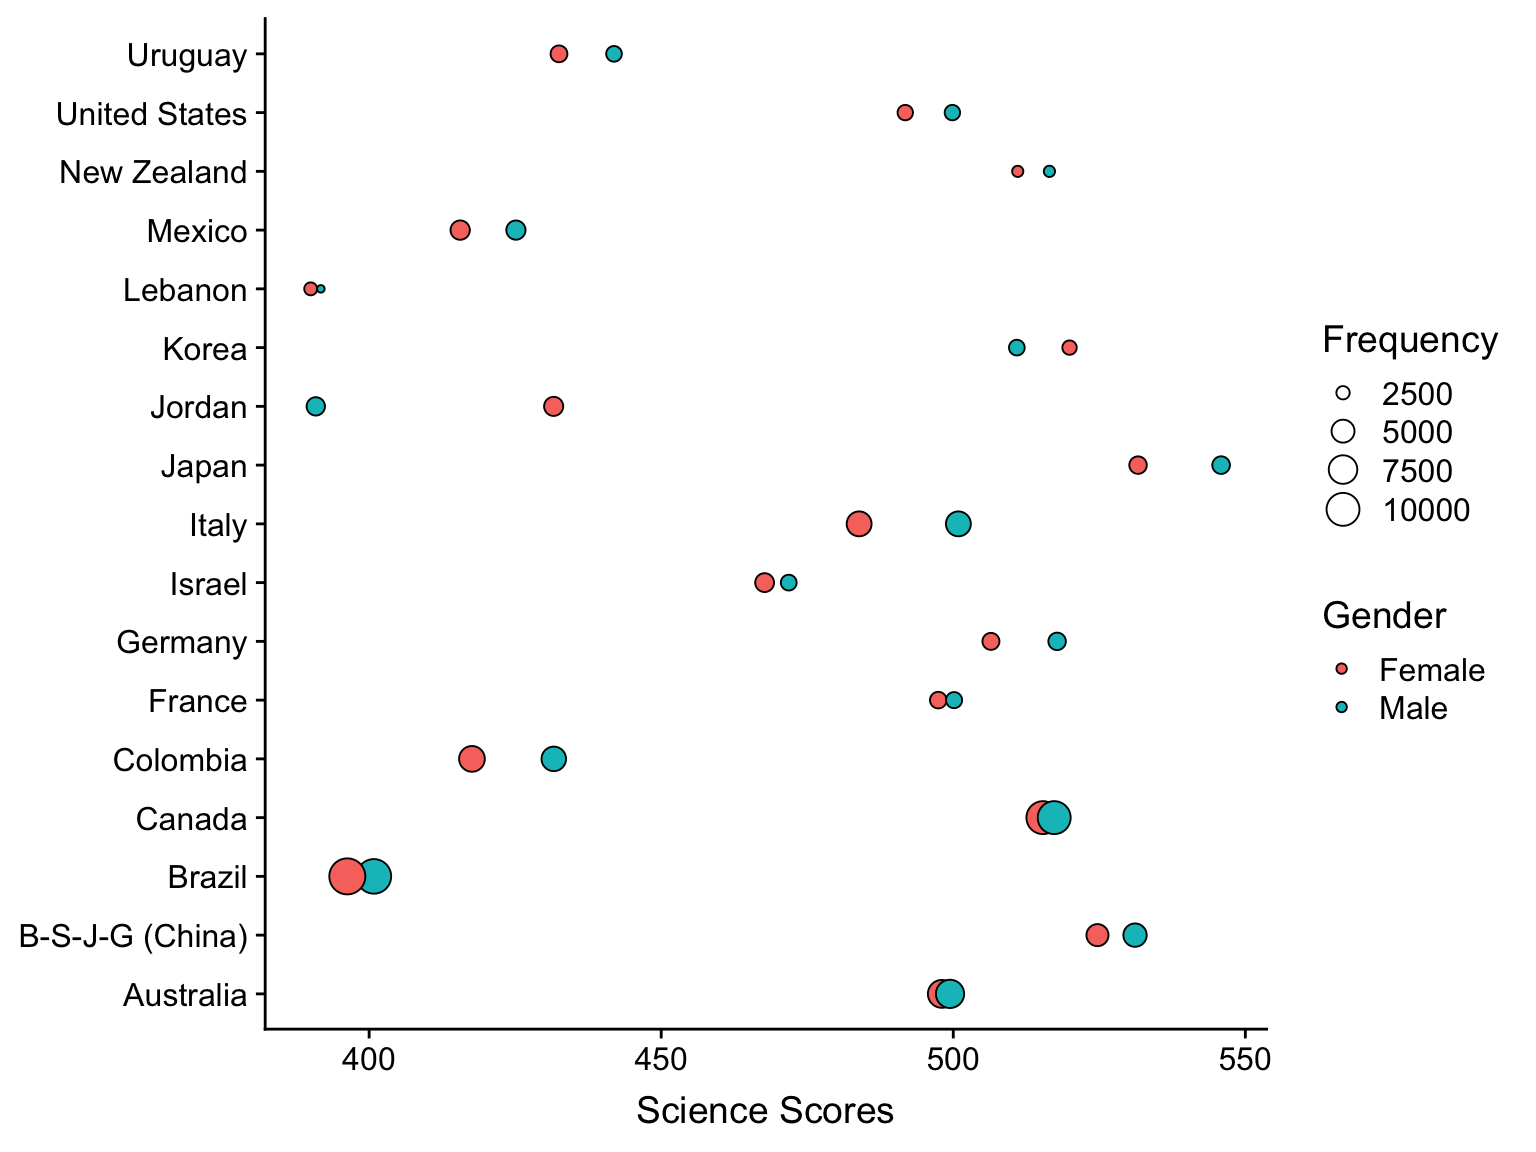 Uruguay
United States
New Zealand
Mexico
Lebanon
Korea
Jordan
Japan
Italy
Israel
Germany
France
Colombia
Canada
Brazil
B-S-J-G (China)
Australia
400 450 500 550
Science Scores
Frequency
2500
5000
7500
10000
Gender
Female
Male